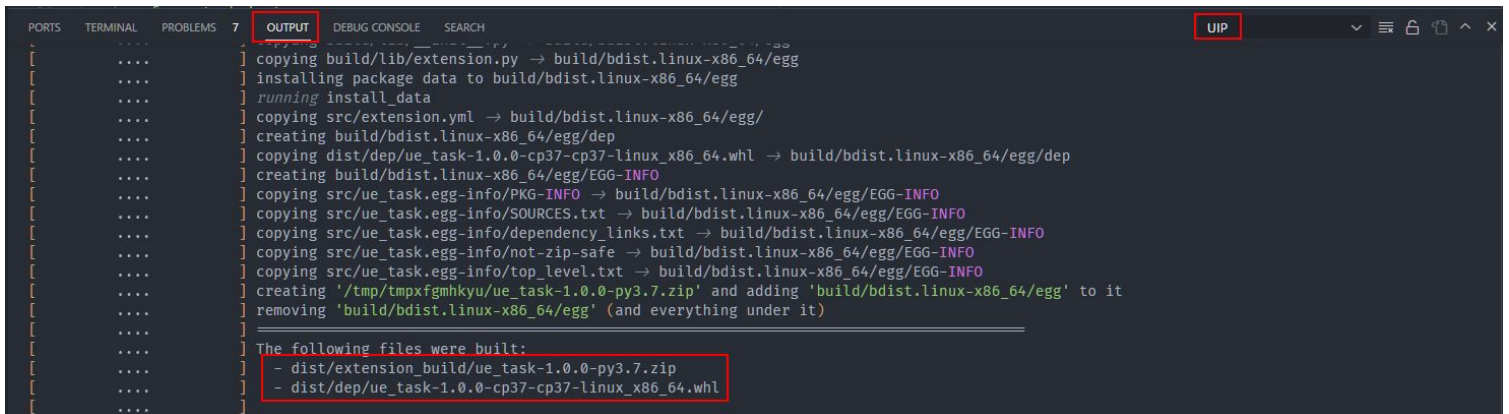 PORTS TERMINAL PROBLEMS 7 OUTPUT DEBUG CONSOLE SEARCH UIP
[ .... ] copying build/lib/__init__.py → build/bdist.linux-x86_64/egg
[ .... ] copying build/lib/extension.py → build/bdist.linux-x86_64/egg
[ .... ] installing package data to build/bdist.linux-x86_64/egg
[ .... ] running install_data
[ .... ] copying src/extension.yml → build/bdist.linux-x86_64/egg/
[ .... ] creating build/bdist.linux-x86_64/egg/dep
[ .... ] copying dist/dep/ue_task-1.0.0-cp37-cp37-linux_x86_64.whl → build/bdist.linux-x86_64/egg/dep
[ .... ] creating build/bdist.linux-x86_64/egg/EGG-INFO
[ .... ] copying src/ue_task.egg-info/PKG-INFO → build/bdist.linux-x86_64/egg/EGG-INFO
[ .... ] copying src/ue_task.egg-info/SOURCES.txt → build/bdist.linux-x86_64/egg/EGG-INFO
[ .... ] copying src/ue_task.egg-info/dependency_links.txt → build/bdist.linux-x86_64/egg/EGG-INFO
[ .... ] copying src/ue_task.egg-info/not-zip-safe → build/bdist.linux-x86_64/egg/EGG-INFO
[ .... ] copying src/ue_task.egg-info/top_level.txt → build/bdist.linux-x86_64/egg/EGG-INFO
[ .... ] creating '/tmp/tmpxfgmhkyu/ue_task-1.0.0-py3.7.zip' and adding 'build/bdist.linux-x86_64/egg' to it
[ .... ] removing 'build/bdist.linux-x86_64/egg' (and everything under it)
[ .... ]
[ .... ] The following files were built:
[ .... ] - dist/extension_build/ue_task-1.0.0-py3.7.zip
[ .... ] - dist/dep/ue_task-1.0.0-cp37-cp37-linux_x86_64.whl
[ .... ]